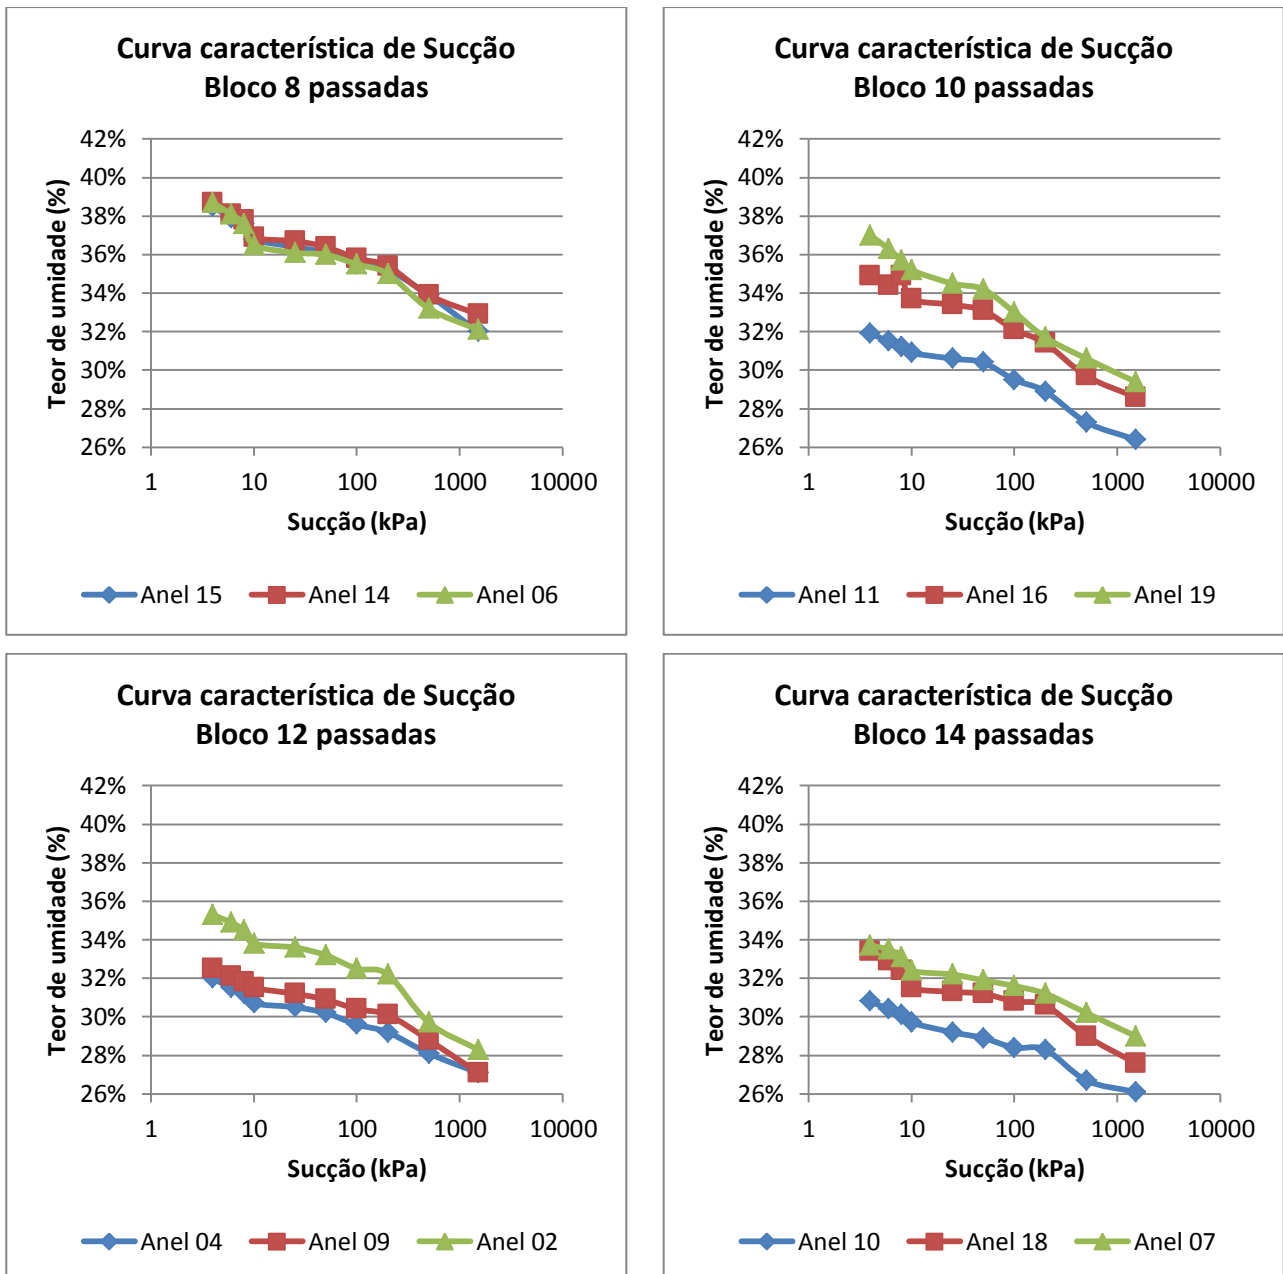 Curva característica de Sucção
Bloco 8 passadas
Teor de umidade (%)
42%
40%
38%
36%
34%
32%
30%
28%
26%
1 10 100 1000 10000
Sucção (kPa)
Anel 15 Anel 14 Anel 06
Curva característica de Sucção
Bloco 10 passadas
Teor de umidade (%)
42%
40%
38%
36%
34%
32%
30%
28%
26%
1 10 100 1000 10000
Sucção (kPa)
Anel 11 Anel 16 Anel 19
Curva característica de Sucção
Bloco 12 passadas
Teor de umidade (%)
42%
40%
38%
36%
34%
32%
30%
28%
26%
1 10 100 1000 10000
Sucção (kPa)
Anel 04 Anel 09 Anel 02
Curva característica de Sucção
Bloco 14 passadas
Teor de umidade (%)
42%
40%
38%
36%
34%
32%
30%
28%
26%
1 10 100 1000 10000
Sucção (kPa)
Anel 10 Anel 18 Anel 07